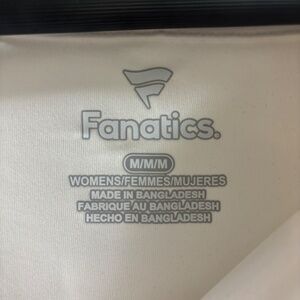 Fanatics.
M/M/M
WOMENS/FEMMES/MUJERES
MADE IN BANGLADESH
FABRIQUE AU BANGLADESH
HECHO EN BANGLADESH